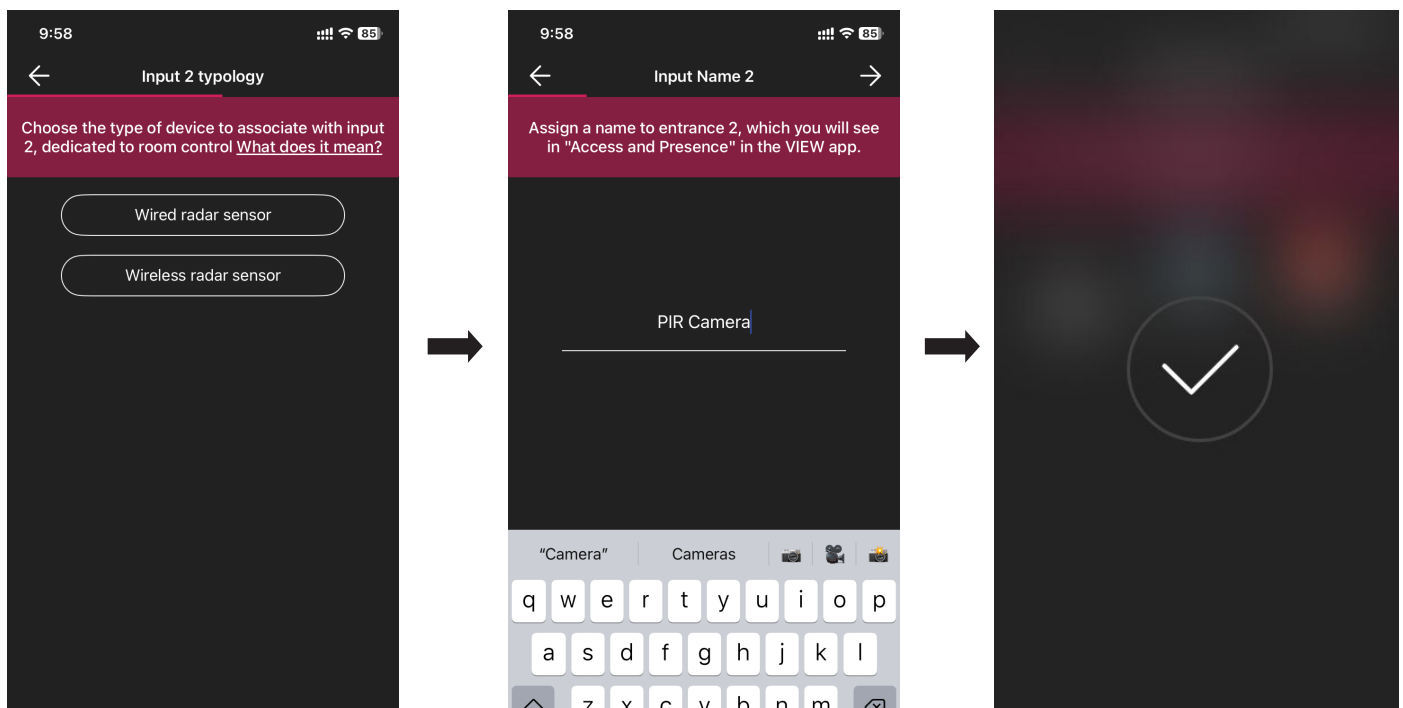 9:58
85
Input 2 typology
Choose the type of device to associate with input
2, dedicated to room control What does it mean?
Wired radar sensor
Wireless radar sensor
9:58
85
Input Name 2
Assign a name to entrance 2, which you will see
in "Access and Presence" in the VIEW app.
PIR Camera
“Camera” Cameras
q w e r t y u i o p
a s d f g h j k l
z x c v b n m